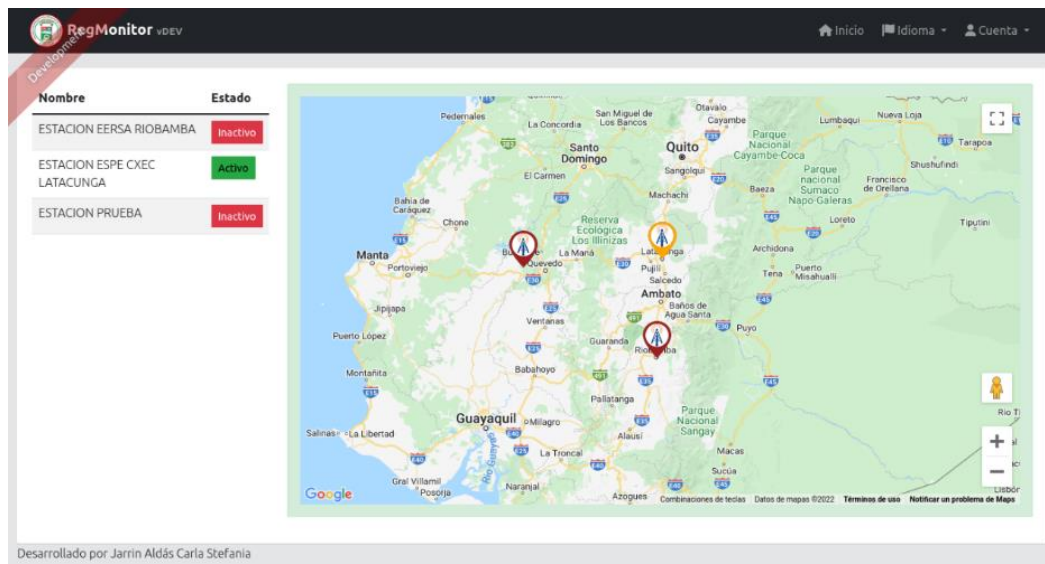 RegMonitor vDEV
Inicio
Idioma
Cuenta
Development
Nombre Estado
ESTACION EERSA RIOBAMBA Inactivo
ESTACION ESPE CXEC
LATACUNGA
Activo
ESTACION PRUEBA Inactivo
Pedernales
La Concordia
San Miguel de
Los Bancos
Otavalo
Cayambe
Lumbaqui
Nueva Loja
Tarapoa
Santo
Domingo
Quito
Parque
Nacional
Cayambe-Coca
Shushufindi
El Carmen
Sangolquí
Parque
nacional
Sumaco
Napo-Galeras
Francisco
de Orellana
Machachi
Baeza
Bahía de
Caráquez
Chone
Reserva
Ecológica
Los Illinizas
Loreto
Tiputini
Manta
Portoviejo
Quevedo
La Maná
Pujilí
Salcedo
Archidona
Tena
Puerto
Misahuallí
Ambato
Baños de
Agua Santa
Jipijapa
Ventanas
Puyo
Puerto López
Guaranda
Montañita
Babahoyo
Pallatanga
Guayaquil
Milagro
Parque
Nacional
Sangay
Salinas
La Libertad
Alausí
Macas
La Troncal
Sucúa
Gral Villamil
Posorja
Río Guayas
Naranjal
Azogues
Google
Combinaciones de teclas
Datos de mapas ©2022
Términos de uso
Notificar un problema de Maps
Desarrollado por Jarrin Aldás Carla Stefania